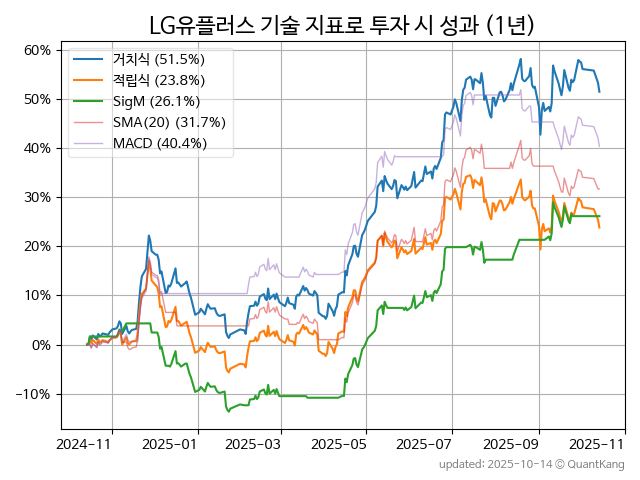 LG유플러스 기술 지표로 투자 시 성과 (1년)
거치식 (51.5%)
적립식 (23.8%)
SigM (26.1%)
SMA(20) (31.7%)
MACD (40.4%)
60%
50%
40%
30%
20%
10%
0%
−10%
2024-11
2025-01
2025-03
2025-05
2025-07
2025-09
2025-11
updated: 2025-10-14 © QuantKang